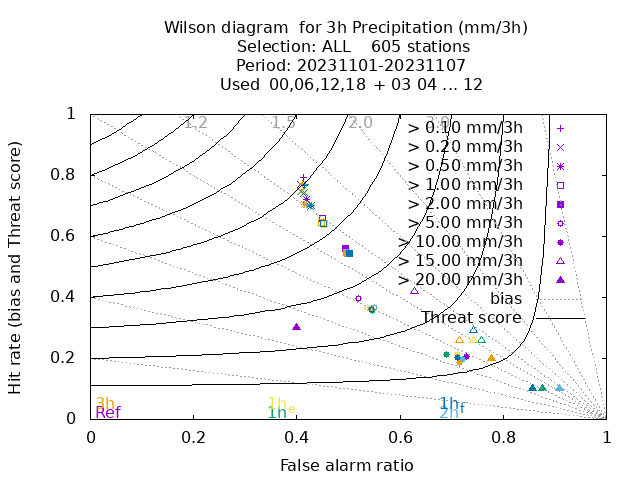 Wilson diagram  for 3h Precipitation (mm/3h)
Selection: ALL    605 stations
Period: 20231101-20231107
Used  00,06,12,18  + 03 04 ... 12
Hit rate (bias and Threat score)
1
0.8
0.6
0.4
0.2
0
1.2
1.5
2.0
3.0
> 0.10 mm/3h
> 0.20 mm/3h
> 0.50 mm/3h
> 1.00 mm/3h
> 2.00 mm/3h
> 5.00 mm/3h
> 10.00 mm/3h
> 15.00 mm/3h
> 20.00 mm/3h
bias
Threat score
3h 1h_e 1h_f
Ref 1h 2h
0 0.2 0.4 0.6 0.8 1
False alarm ratio